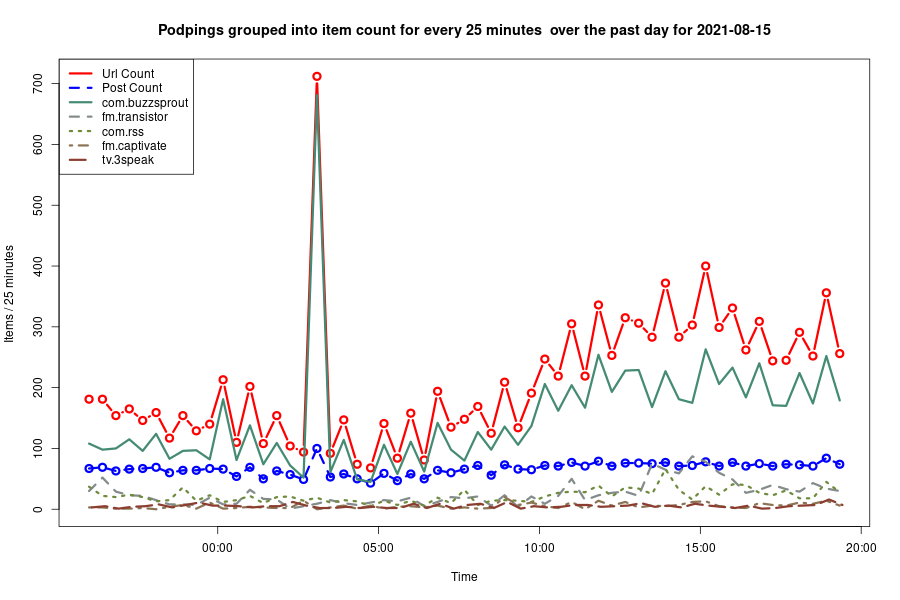 Podpings grouped into item count for every 25 minutes  over the past day for 2021-08-15
Url Count
Post Count
com.buzzsprout
fm.transistor
com.rss
fm.captivate
tv.3speak
Items / 25 minutes
700
600
500
400
300
200
100
0
00:00
05:00
10:00
15:00
20:00
Time